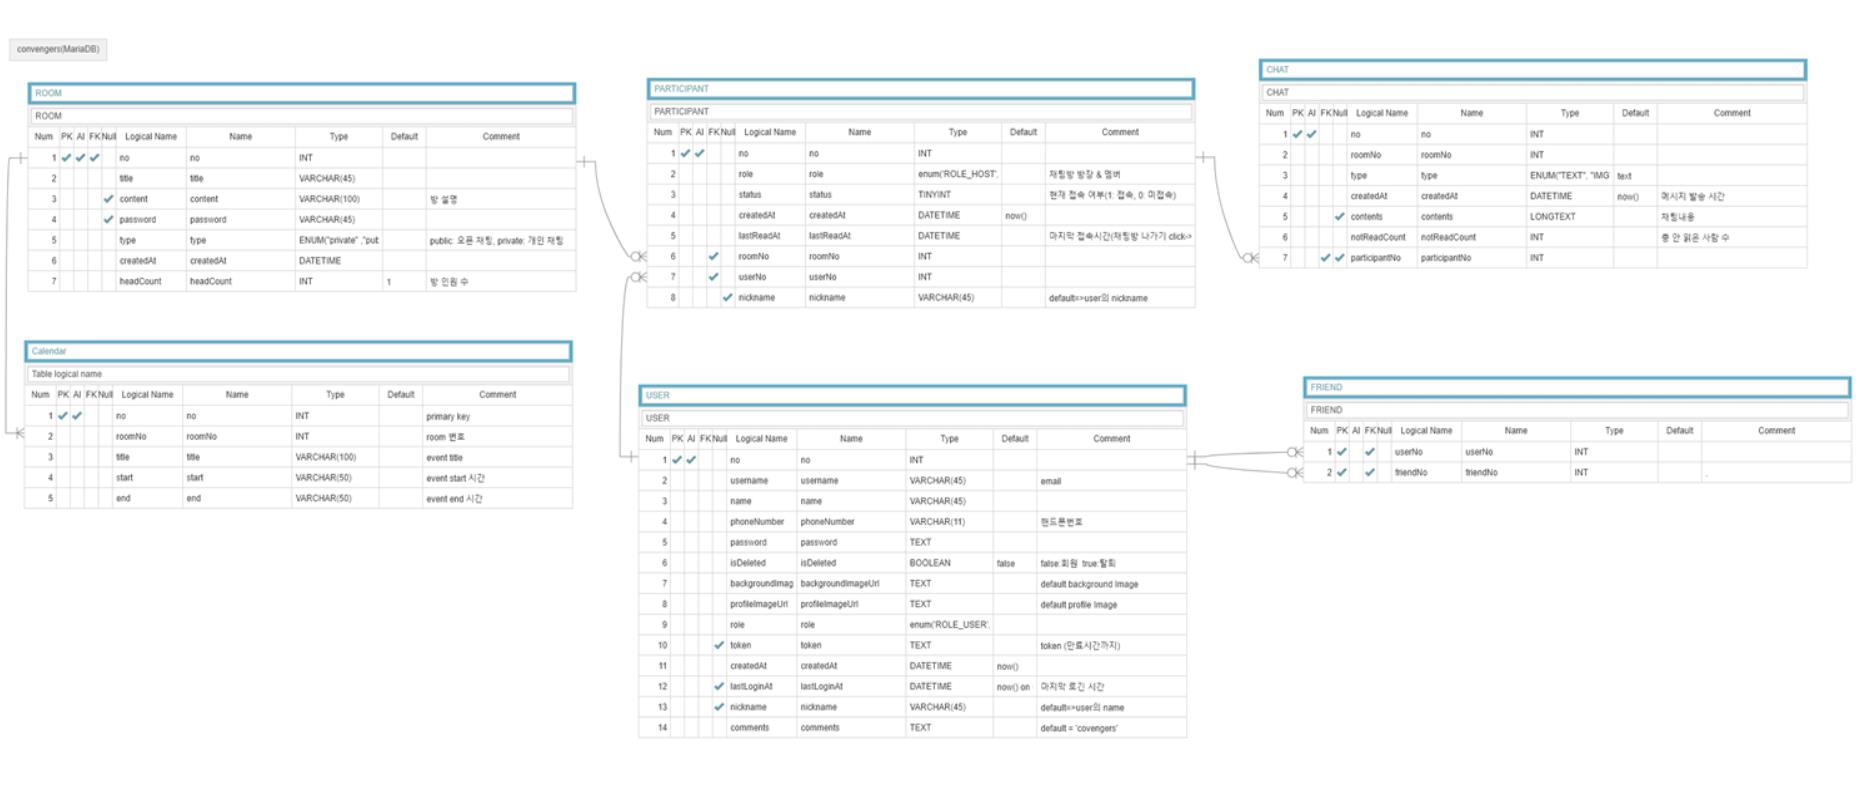 convengers(MariaDB)
ROOM
ROOM
Num PK AI FK Null Logical Name Name Type Default Comment
1 no no INT
2 title title VARCHAR(45)
3 content content VARCHAR(100) 방 설명
4 password password VARCHAR(45)
5 type type ENUM("private" ,"put public: 오픈 채팅, private: 개인 채팅
6 createdAt createdAt DATETIME
7 headCount headCount INT 1 방 인원 수
Calendar
Table logical name
Num PK AI FK Null Logical Name Name Type Default Comment
1 no no INT primary key
2 roomNo roomNo INT room 번호
3 title title VARCHAR(100) event title
4 start start VARCHAR(50) event start 시간
5 end end VARCHAR(50) event end 시간
PARTICIPANT
PARTICIPANT
Num PK AI FK Null Logical Name Name Type Default Comment
1 no no INT
2 role role enum('ROLE_HOST', 채팅방 방장 & 멤버
3 status status TINYINT 현재 접속 여부(1: 접속, 0: 미접속)
4 createdAt createdAt DATETIME now()
5 lastReadAt lastReadAt DATETIME 마지막 접속시간(채팅방 나가기 click->
6 roomNo roomNo INT
7 userNo userNo INT
8 nickname nickname VARCHAR(45) default=>user의 nickname
USER
USER
Num PK AI FK Null Logical Name Name Type Default Comment
1 no no INT
2 username username VARCHAR(45) email
3 name name VARCHAR(45)
4 phoneNumber phoneNumber VARCHAR(11) 핸드폰번호
5 password password TEXT
6 isDeleted isDeleted BOOLEAN false false:회원 true:탈퇴
7 backgroundImag backgroundImageUrl TEXT default background Image
8 profileImageUrl profileImageUrl TEXT default profile Image
9 role role enum('ROLE_USER',
10 token token TEXT token (만료시간까지)
11 createdAt createdAt DATETIME now()
12 lastLoginAt lastLoginAt DATETIME now() on 마지막 로긴 시간
13 nickname nickname VARCHAR(45) default=>user의 name
14 comments comments TEXT default = 'covengers'
CHAT
CHAT
Num PK AI FK Null Logical Name Name Type Default Comment
1 no no INT
2 roomNo roomNo INT
3 type type ENUM("TEXT", "IMG text
4 createdAt createdAt DATETIME now()메시지 발송 시간
5 contents contents LONGTEXT 채팅내용
6 notReadCount notReadCount INT 총 안 읽은 사람 수
7 participantNo participantNo INT
FRIEND
FRIEND
Num PK AI FK Null Logical Name Name Type Default Comment
1 userNo userNo INT
2 friendNo friendNo INT .